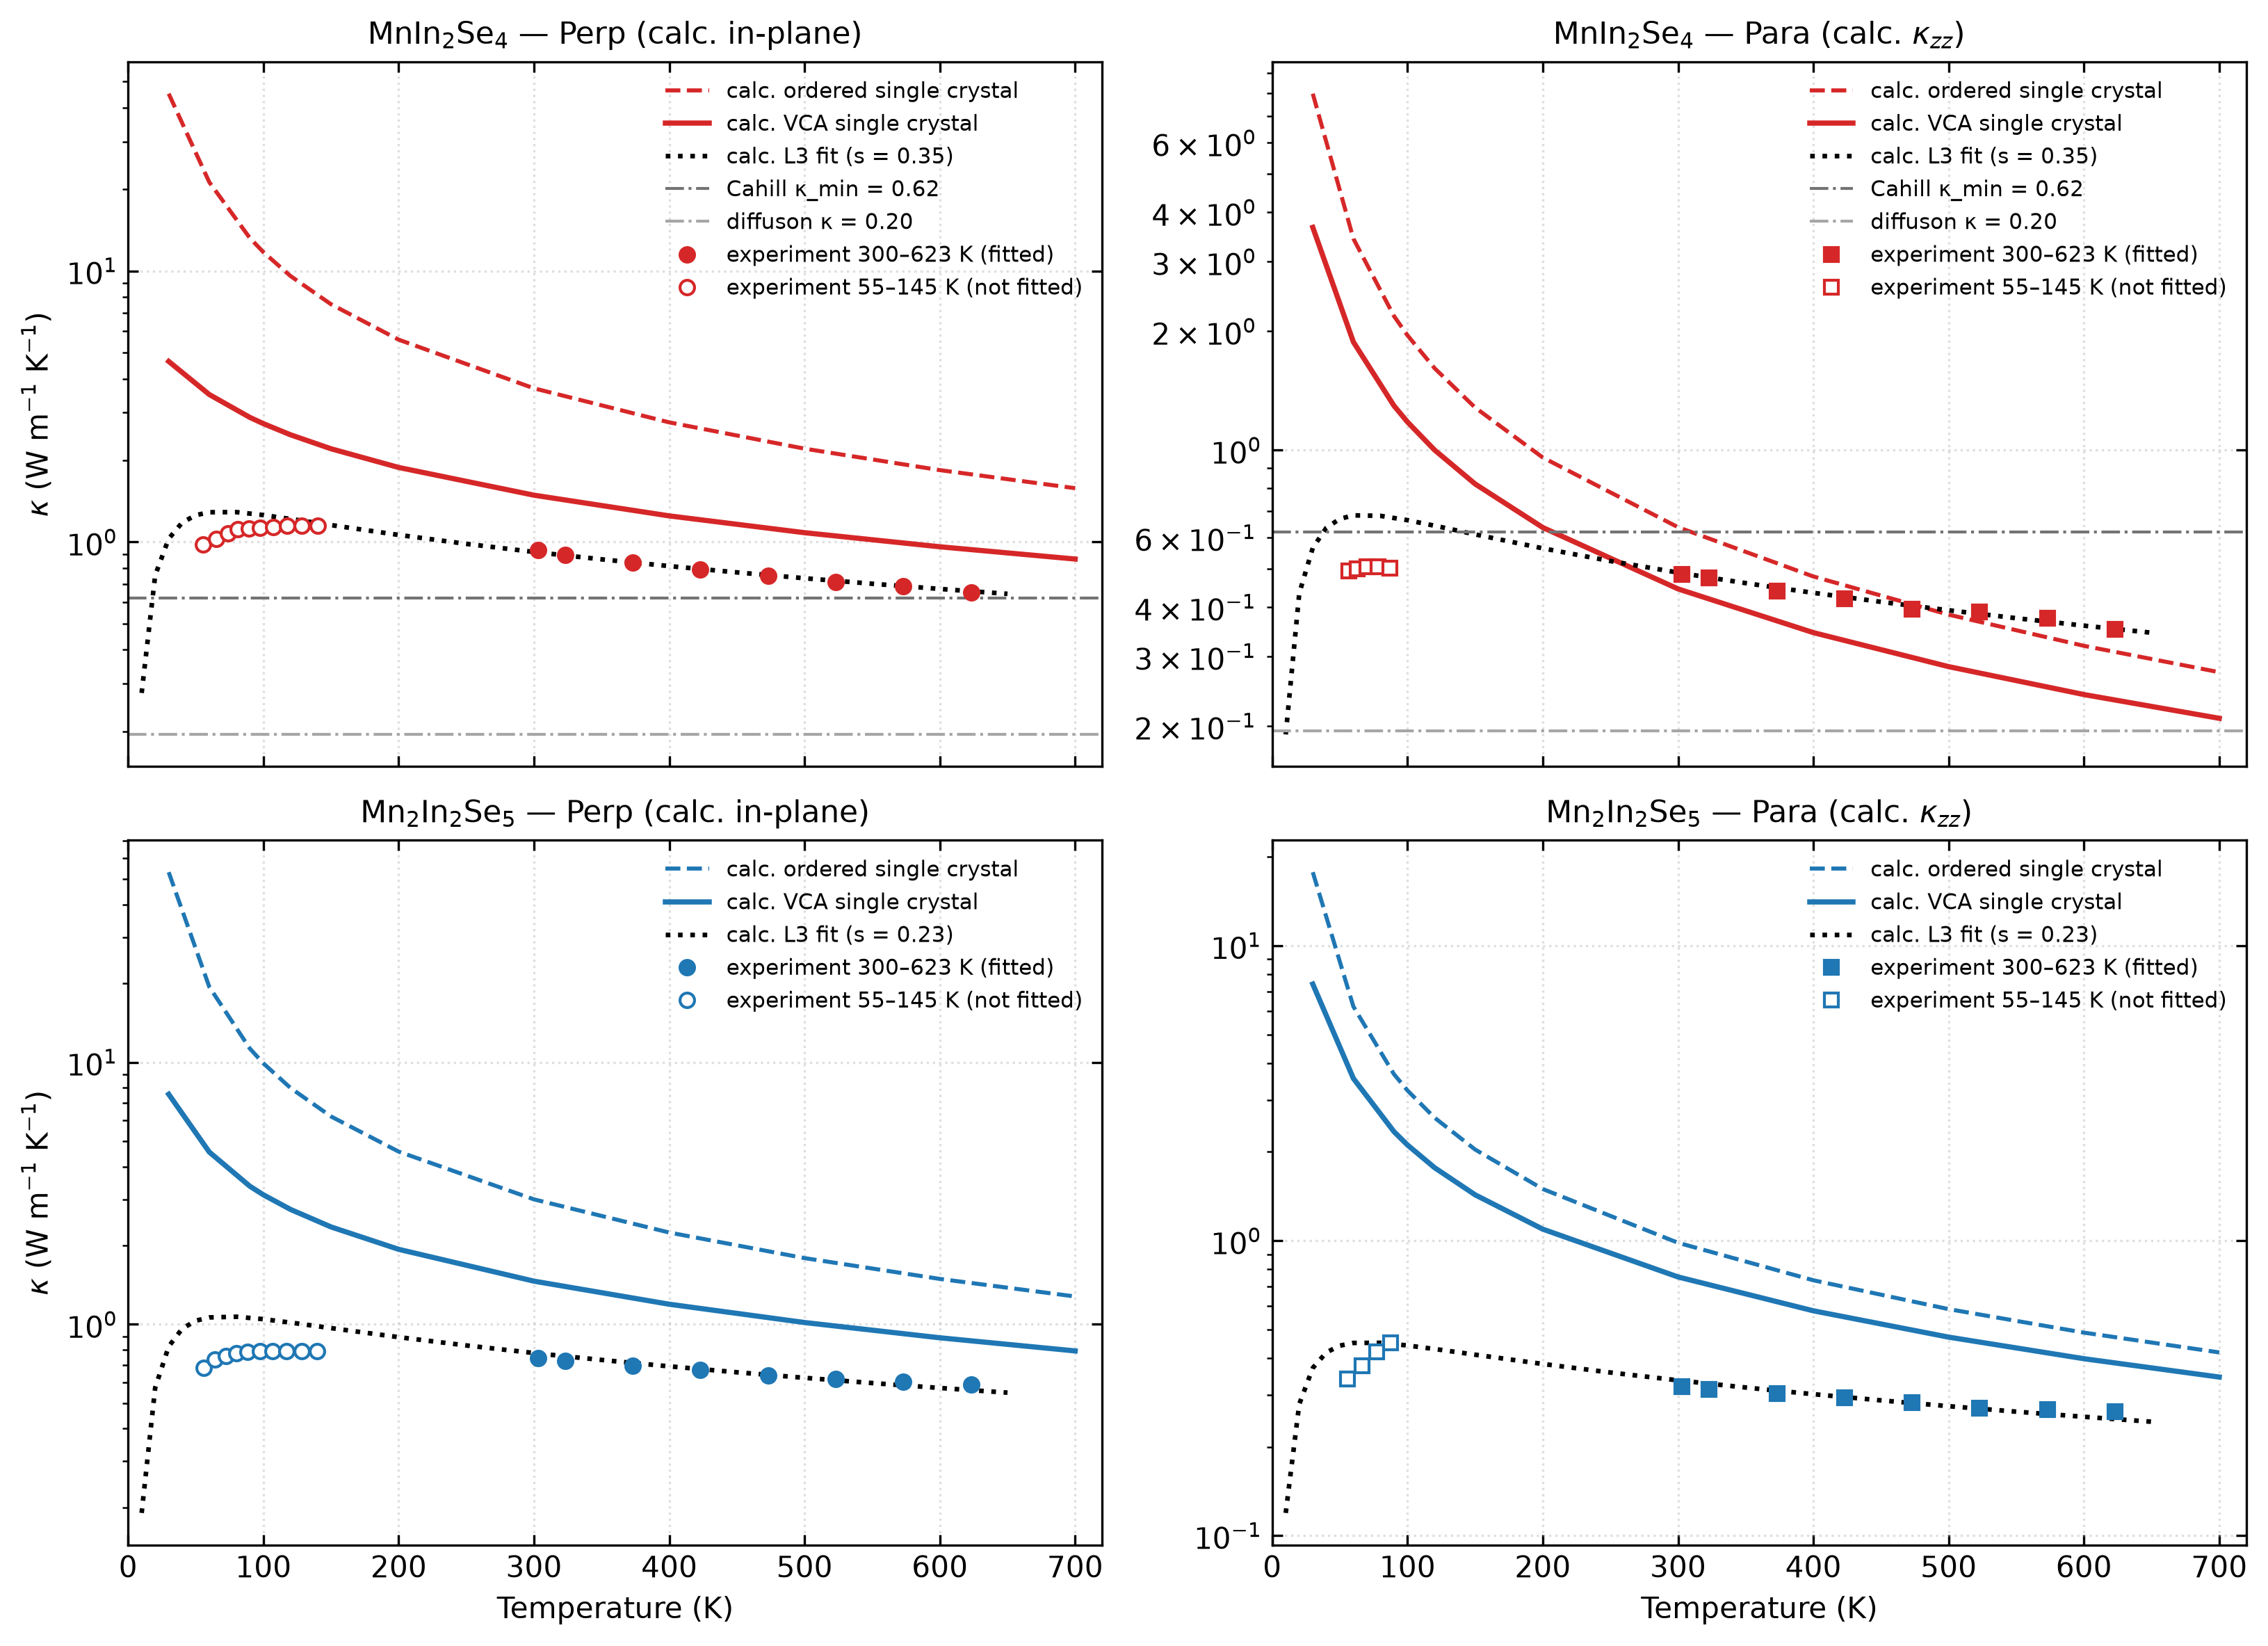 MnIn₂Se₄ — Perp (calc. in-plane)
κ (W m⁻¹ K⁻¹)
10¹
10⁰
calc. ordered single crystal
calc. VCA single crystal
calc. L3 fit (s = 0.35)
Cahill κ_min = 0.62
diffuson κ = 0.20
experiment 300–623 K (fitted)
experiment 55–145 K (not fitted)
MnIn₂Se₄ — Para (calc. κzz)
6 × 10⁰
4 × 10⁰
3 × 10⁰
2 × 10⁰
10⁰
6 × 10⁻¹
4 × 10⁻¹
3 × 10⁻¹
2 × 10⁻¹
calc. ordered single crystal
calc. VCA single crystal
calc. L3 fit (s = 0.35)
Cahill κ_min = 0.62
diffuson κ = 0.20
experiment 300–623 K (fitted)
experiment 55–145 K (not fitted)
Mn₂In₂Se₅ — Perp (calc. in-plane)
κ (W m⁻¹ K⁻¹)
10¹
10⁰
calc. ordered single crystal
calc. VCA single crystal
calc. L3 fit (s = 0.23)
experiment 300–623 K (fitted)
experiment 55–145 K (not fitted)
0 100 200 300 400 500 600 700
Temperature (K)
Mn₂In₂Se₅ — Para (calc. κzz)
10¹
10⁰
10⁻¹
calc. ordered single crystal
calc. VCA single crystal
calc. L3 fit (s = 0.23)
experiment 300–623 K (fitted)
experiment 55–145 K (not fitted)
0 100 200 300 400 500 600 700
Temperature (K)